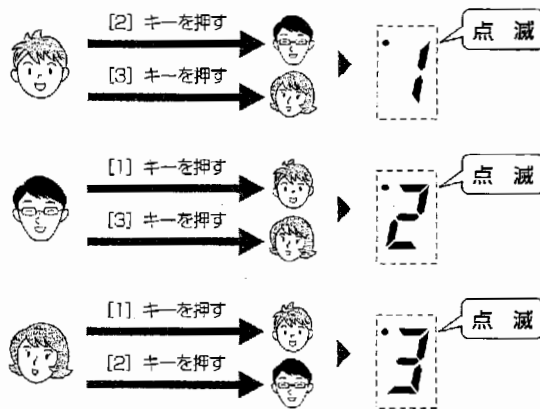 [2] キーを押す
[3] キーを押す
1
点 滅
[1] キーを押す
[3] キーを押す
2
点 滅
[1] キーを押す
[2] キーを押す
3
点 滅